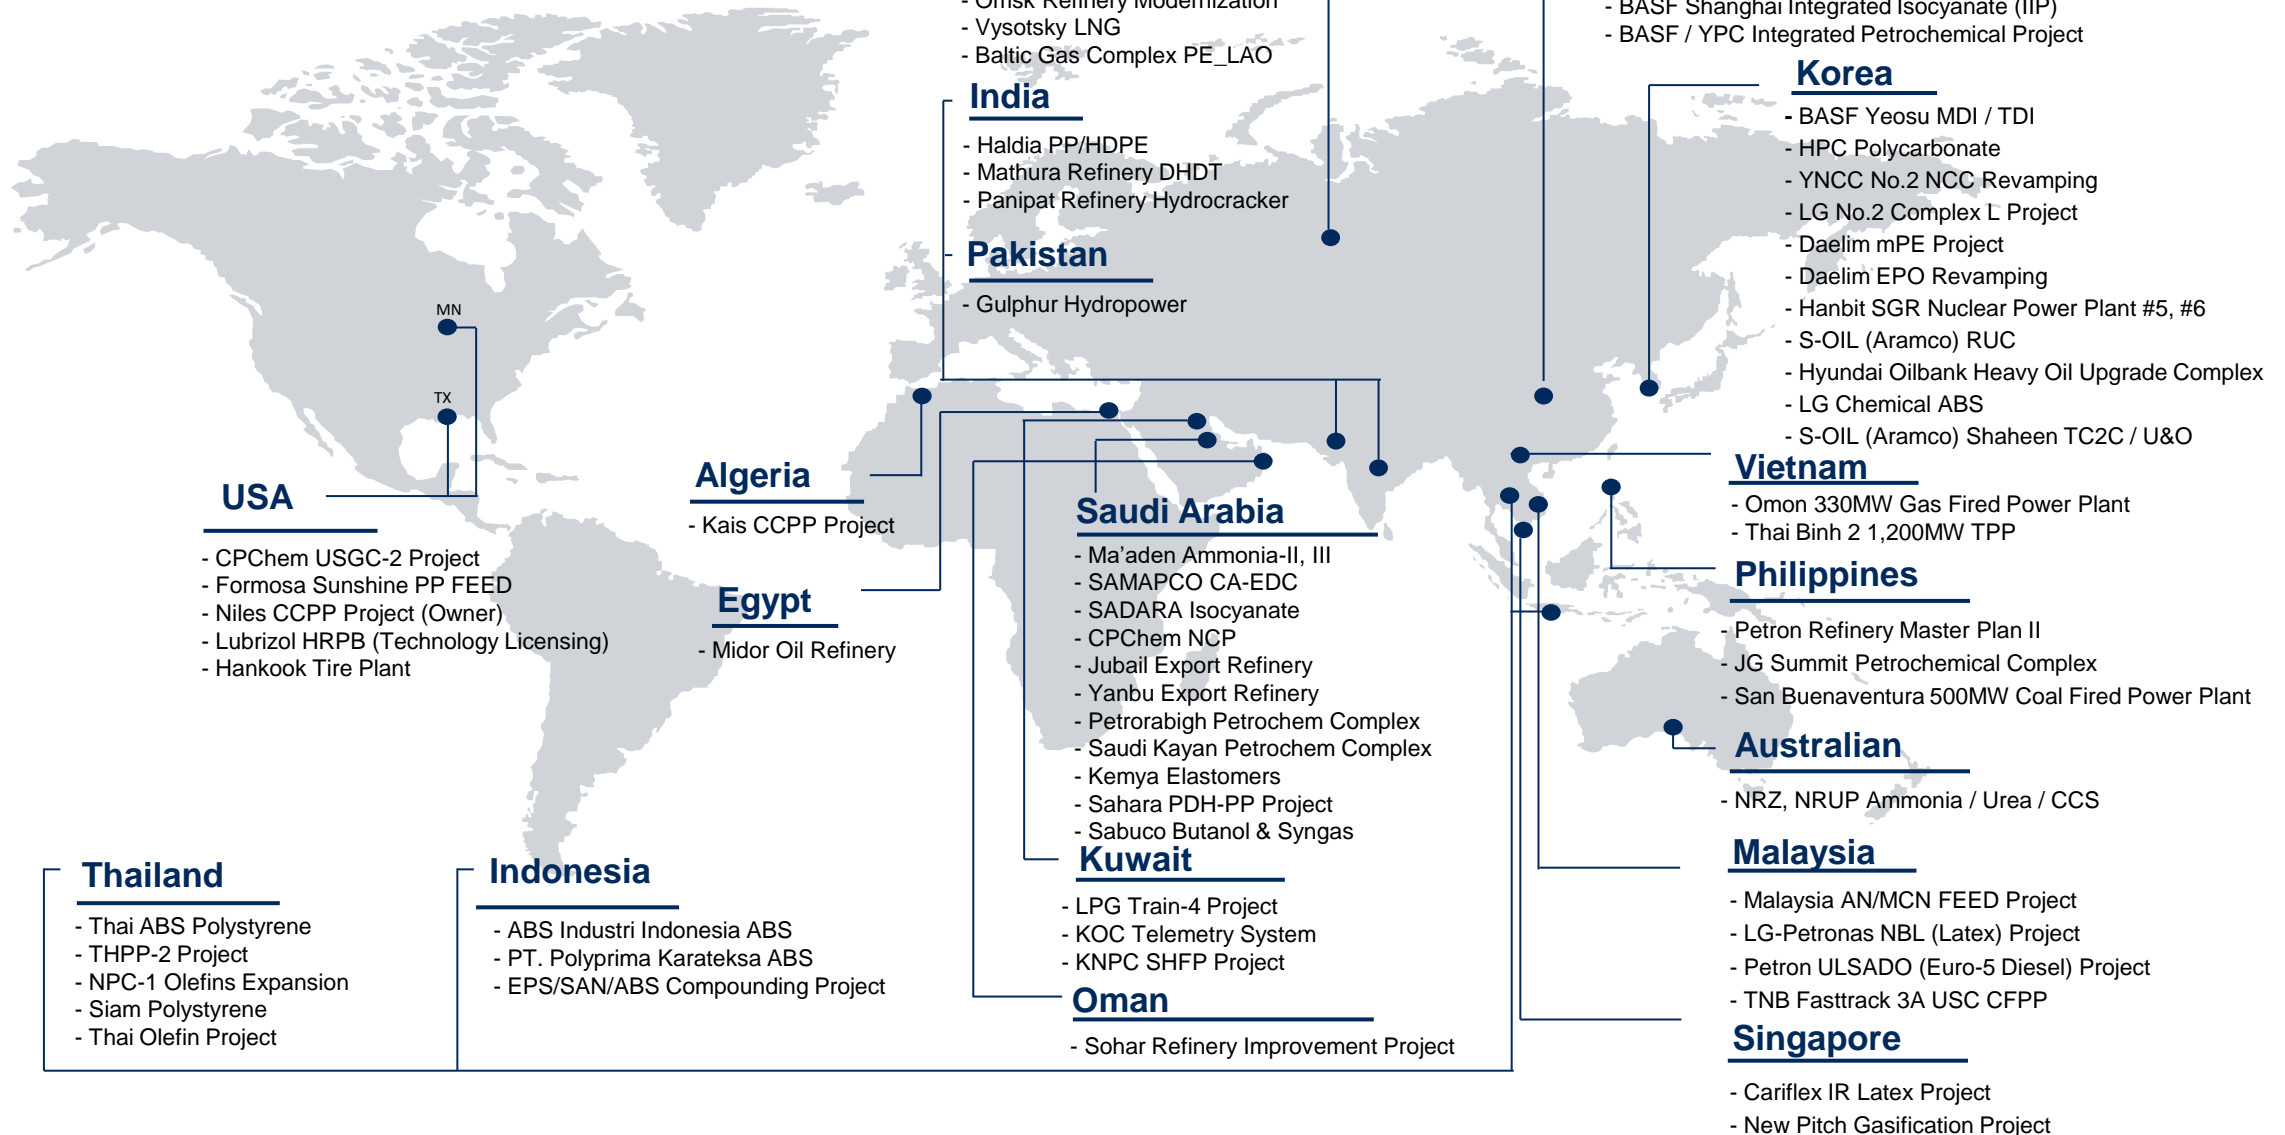 - Omsk Refinery Modernization
- Vysotsky LNG
- Baltic Gas Complex PE_LAO
India
- Haldia PP/HDPE
- Mathura Refinery DHDT
- Panipat Refinery Hydrocracker
Pakistan
- Gulphur Hydropower
- BASF Shanghai Integrated Isocyanate (IIP)
- BASF / YPC Integrated Petrochemical Project
Korea
- BASF Yeosu MDI / TDI
- HPC Polycarbonate
- YNCC No.2 NCC Revamping
- LG No.2 Complex L Project
- Daelim mPE Project
- Daelim EPO Revamping
- Hanbit SGR Nuclear Power Plant #5, #6
- S-OIL (Aramco) RUC
- Hyundai Oilbank Heavy Oil Upgrade Complex
- LG Chemical ABS
- S-OIL (Aramco) Shaheen TC2C / U&O
Vietnam
- Omon 330MW Gas Fired Power Plant
- Thai Binh 2 1,200MW TPP
Philippines
- Petron Refinery Master Plan II
- JG Summit Petrochemical Complex
- San Buenaventura 500MW Coal Fired Power Plant
Australian
- NRZ, NRUP Ammonia / Urea / CCS
Malaysia
- Malaysia AN/MCN FEED Project
- LG-Petronas NBL (Latex) Project
- Petron ULSADO (Euro-5 Diesel) Project
- TNB Fasttrack 3A USC CFPP
Singapore
- Cariflex IR Latex Project
- New Pitch Gasification Project
MN
TX
USA
- CPChem USGC-2 Project
- Formosa Sunshine PP FEED
- Niles CCPP Project (Owner)
- Lubrizol HRPB (Technology Licensing)
- Hankook Tire Plant
Algeria
- Kais CCPP Project
Egypt
- Midor Oil Refinery
Saudi Arabia
- Ma’aden Ammonia-II, III
- SAMAPCO CA-EDC
- SADARA Isocyanate
- CPChem NCP
- Jubail Export Refinery
- Yanbu Export Refinery
- Petrorabigh Petrochem Complex
- Saudi Kayan Petrochem Complex
- Kemya Elastomers
- Sahara PDH-PP Project
- Sabuco Butanol & Syngas
Kuwait
- LPG Train-4 Project
- KOC Telemetry System
- KNPC SHFP Project
Oman
- Sohar Refinery Improvement Project
Thailand
- Thai ABS Polystyrene
- THPP-2 Project
- NPC-1 Olefins Expansion
- Siam Polystyrene
- Thai Olefin Project
Indonesia
- ABS Industri Indonesia ABS
- PT. Polyprima Karateksa ABS
- EPS/SAN/ABS Compounding Project